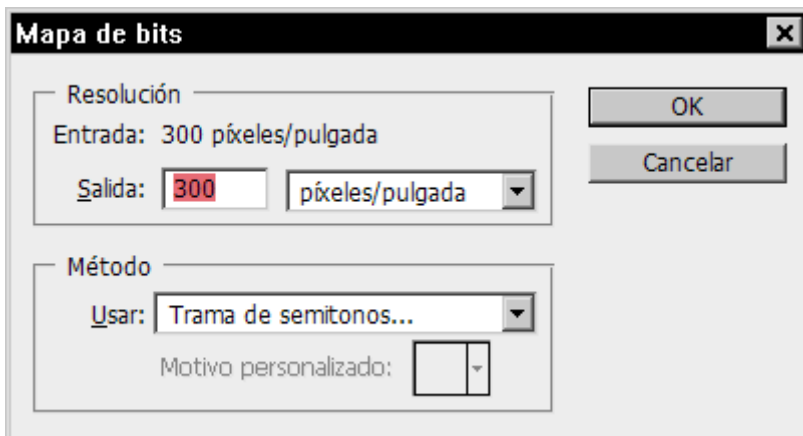 Mapa de bits
Resolución
Entrada: 300 píxeles/pulgada
Salida: 300 píxeles/pulgada
OK
Cancelar
Método
Usar: Trama de semitonos...
Motivo personalizado: